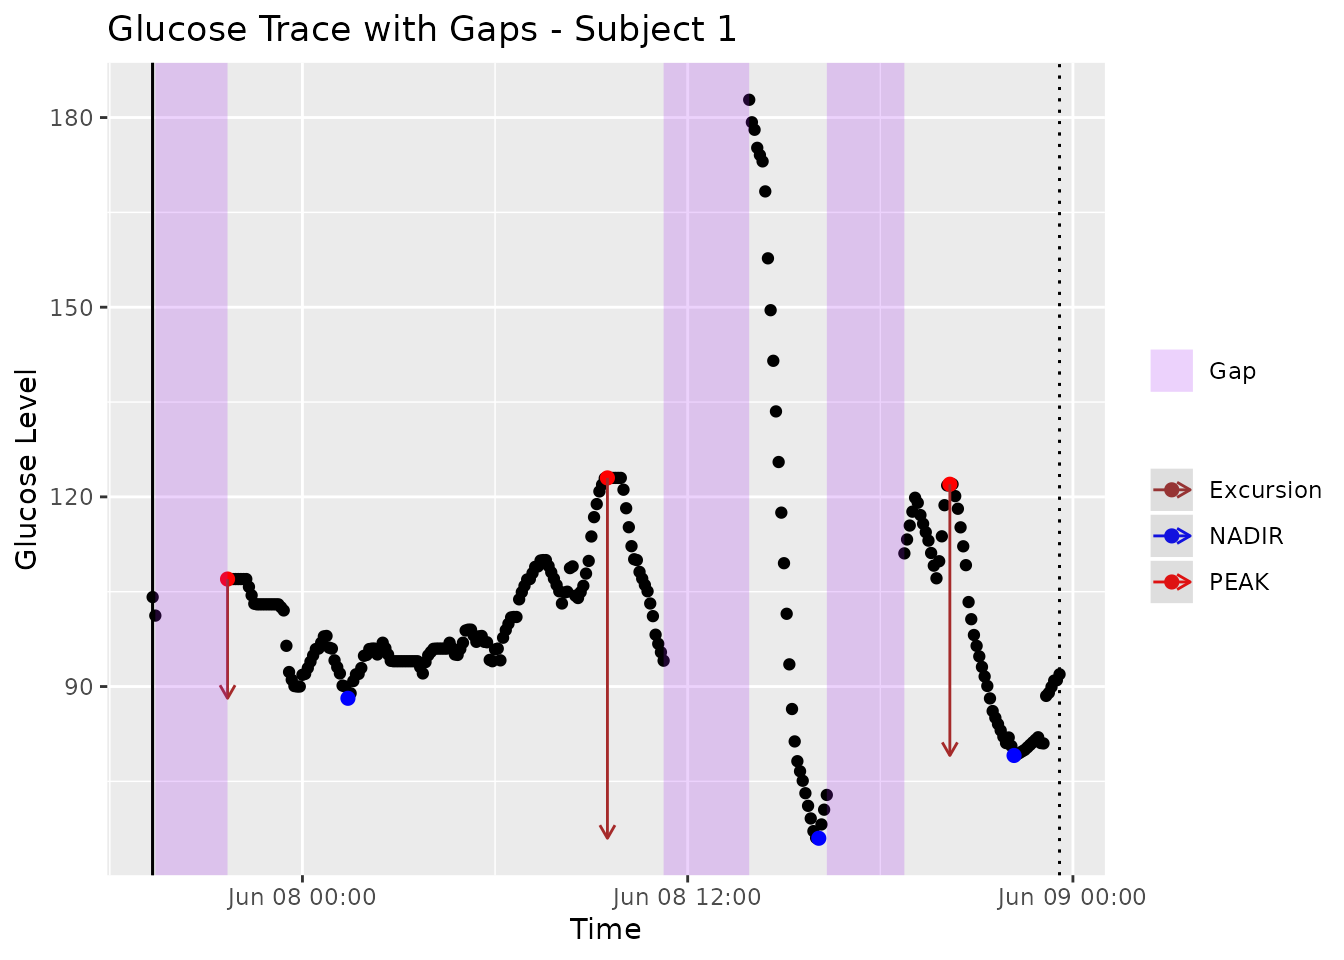 Glucose Trace with Gaps - Subject 1
180
150
120
90
Glucose Level
Jun 08 00:00
Jun 08 12:00
Jun 09 00:00
Time
Gap
Excursion
NADIR
PEAK